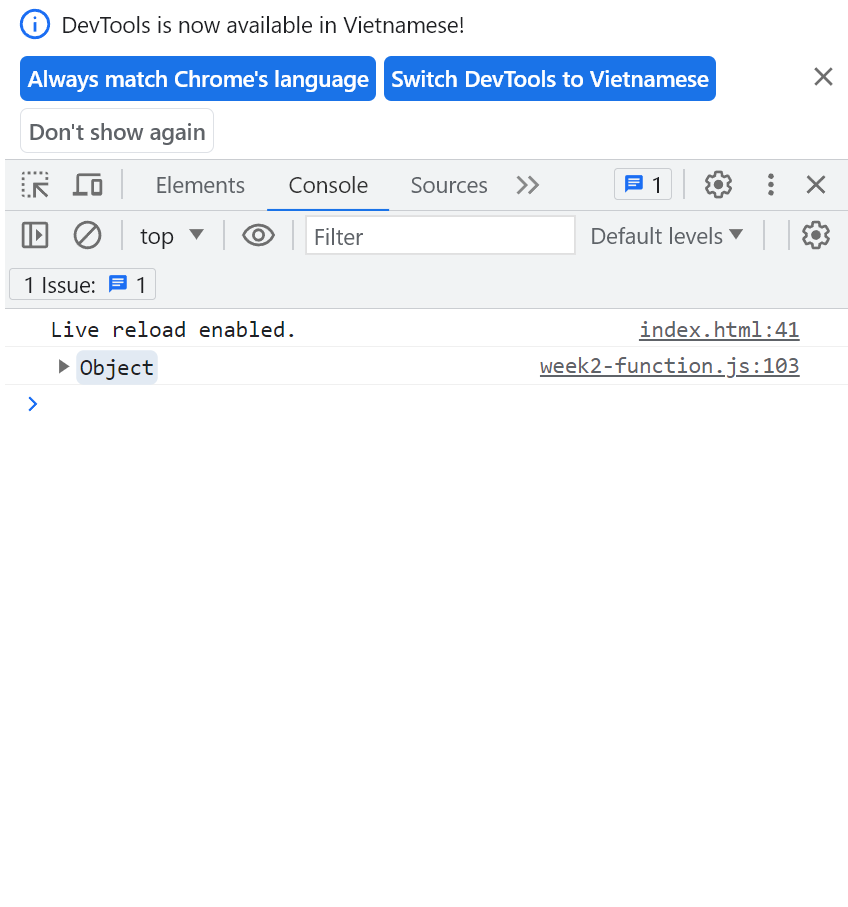 DevTools is now available in Vietnamese!
Always match Chrome's language Switch DevTools to Vietnamese
Don't show again
Elements Console Sources 1
top Filter Default levels
1 Issue: 1
Live reload enabled. index.html:41
Object week2-function.js:103